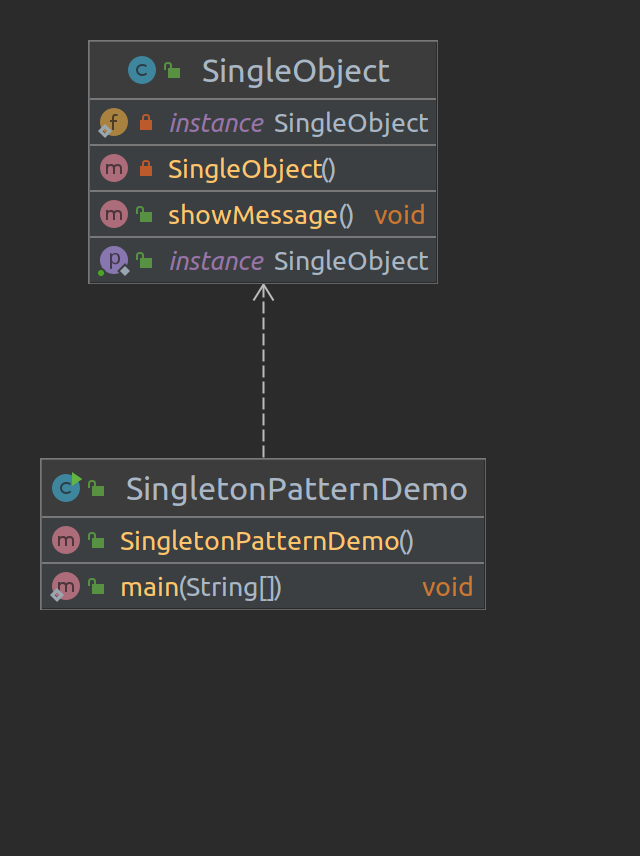 SingleObject
instance SingleObject
SingleObject()
showMessage() void
instance SingleObject
SingletonPatternDemo
SingletonPatternDemo()
main(String[]) void